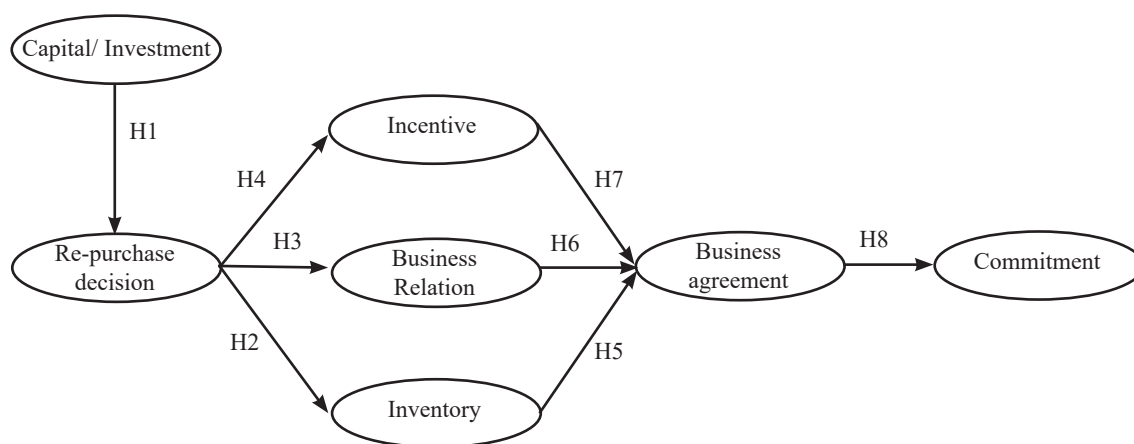 Capital/ Investment
H1
Incentive
H4
H7
Re-purchase
decision
H3
Business
Relation
H6
Business
agreement
H8
Commitment
H2
H5
Inventory